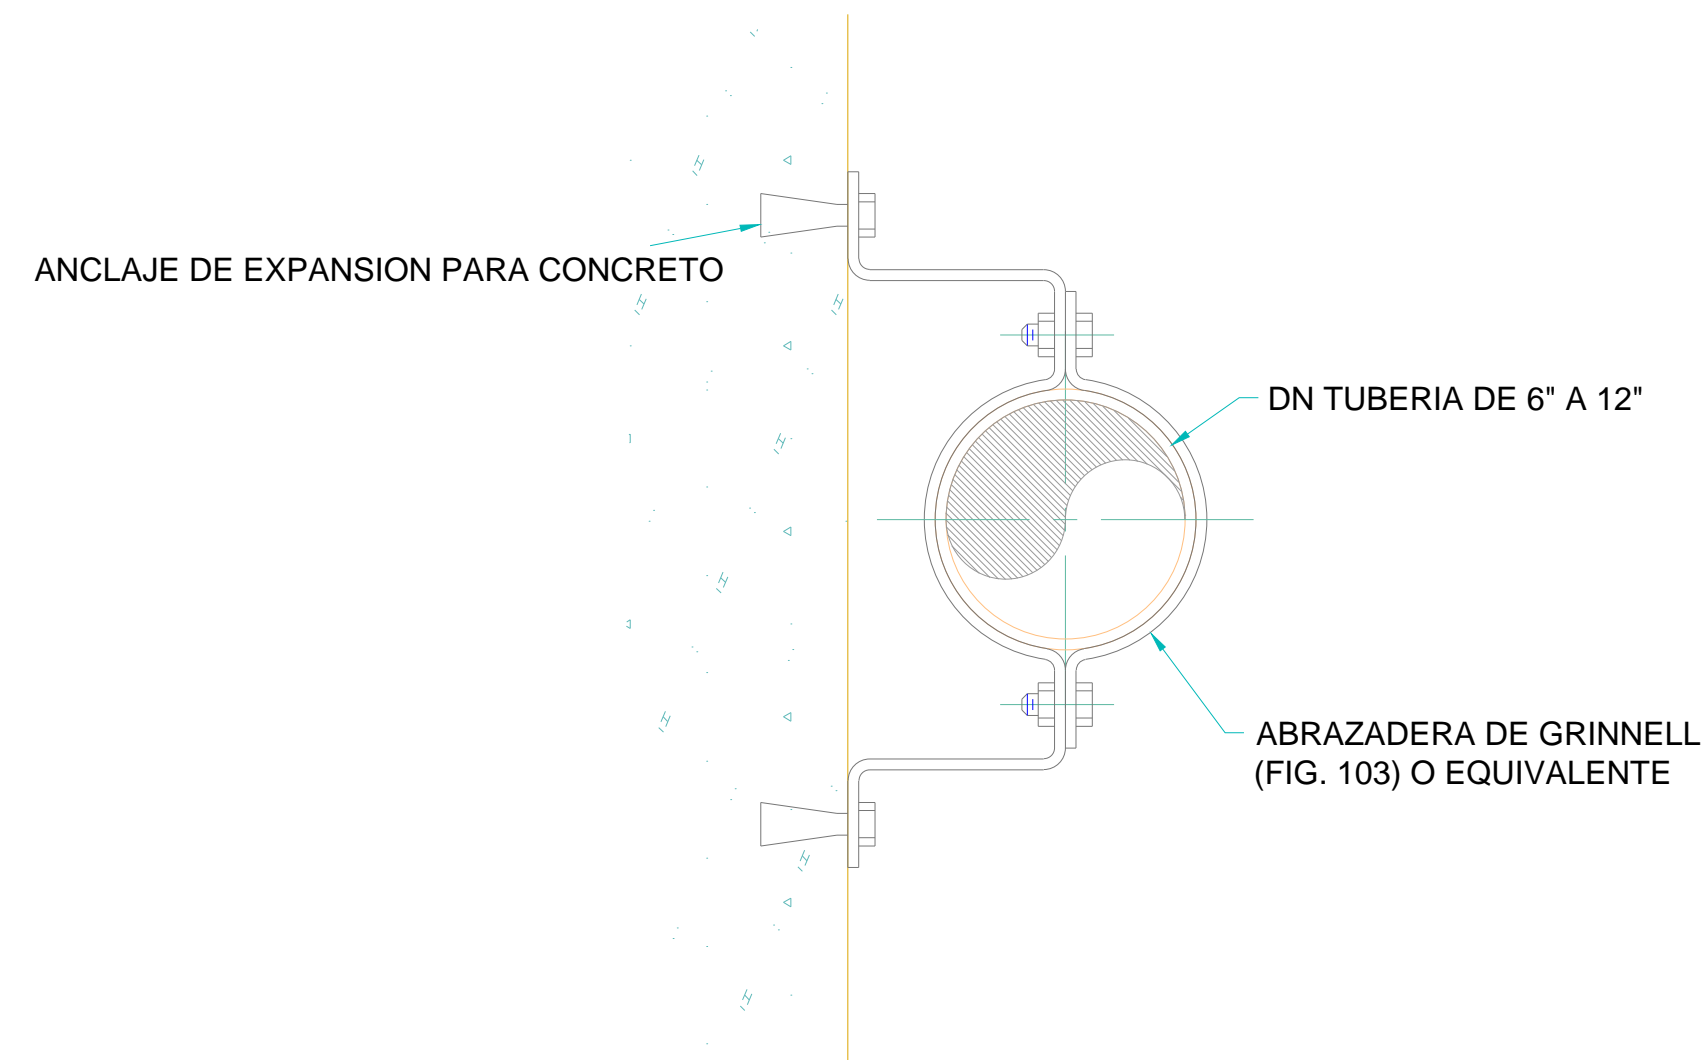 ANCLAJE DE EXPANSION PARA CONCRETO
DN TUBERIA DE 6" A 12"
ABRAZADERA DE GRINNELL
(FIG. 103) O EQUIVALENTE